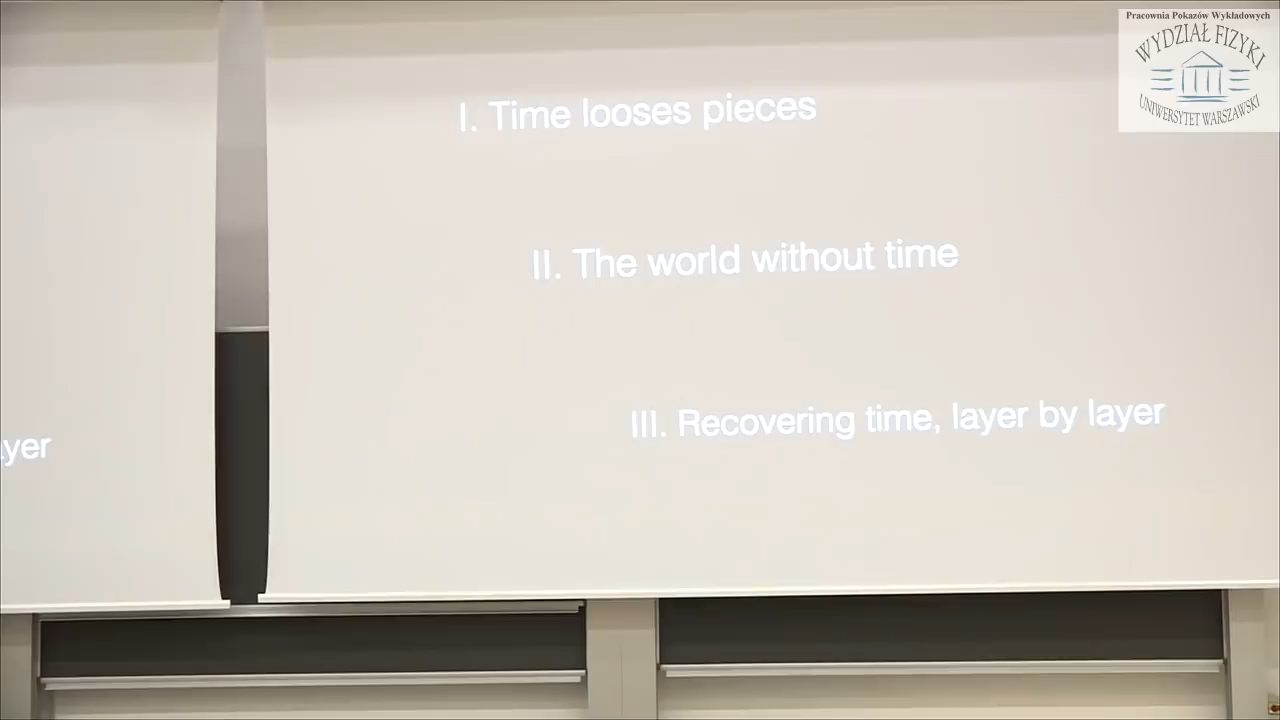 Pracownia Pokazów Wykładowych
WYDZIAŁ FIZYKI
UNIWERSYTET WARSZAWSKI
I. Time looses pieces
II. The world without time
III. Recovering time, layer by layer
ayer